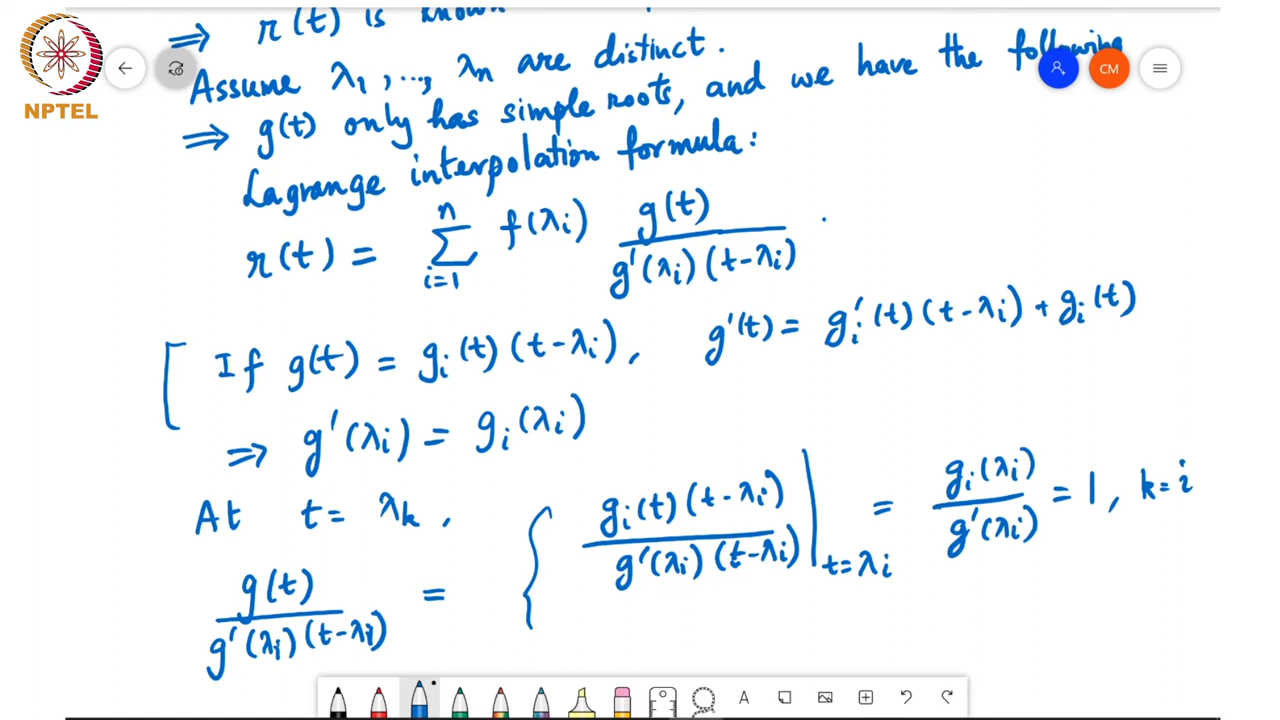 ⇒ r(t) is known
Assume λ1, ..., λn are distinct.
⇒ g(t) only has simple roots, and we have the following
Lagrange interpolation formula:
r(t) = Σ_{i=1}^{n} f(λi) g(t) / g'(λi)(t-λi) .
[ If g(t) = gi(t)(t-λi), g'(t) = gi'(t)(t-λi) + gi(t)
⇒ g'(λi) = gi(λi)
At t = λk,
g(t) / g'(λi)(t-λi) = { gi(t)(t-λi) / g'(λi)(t-λi) |t=λi = gi(λi) / g'(λi) = 1, k=i
NPTEL
CM
A